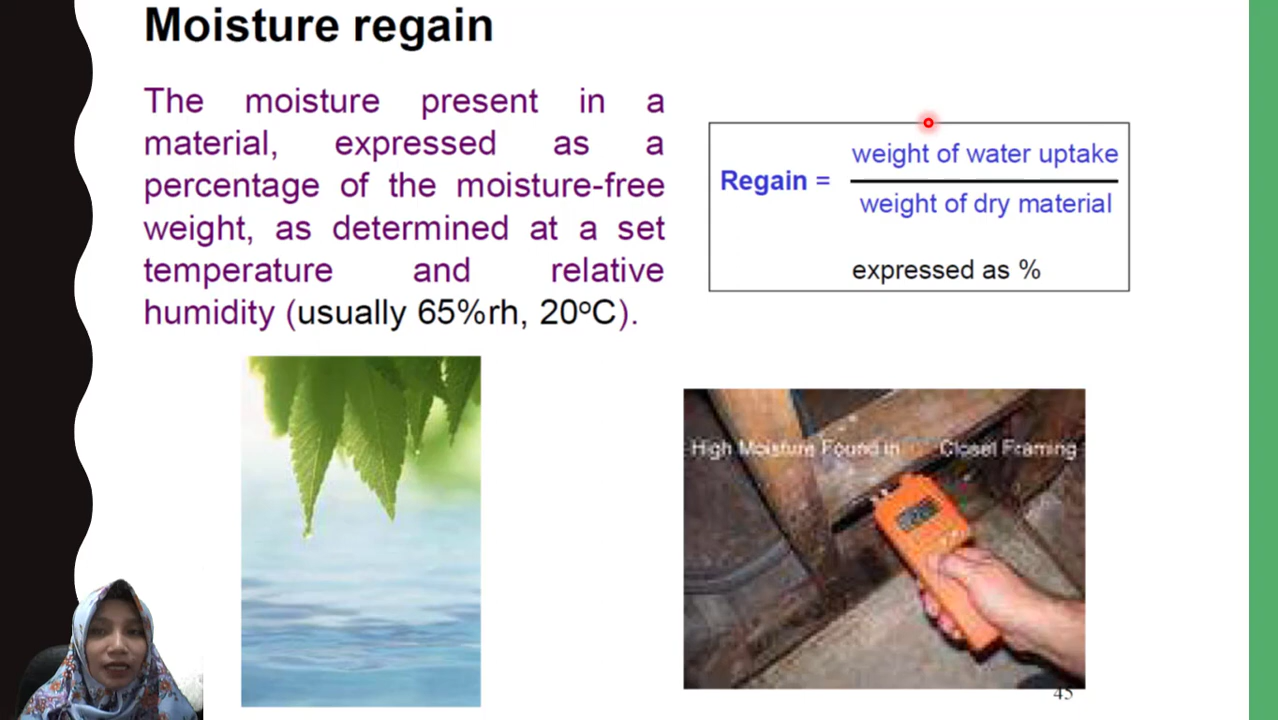 Moisture regain
The moisture present in a
material, expressed as a
percentage of the moisture-free
weight, as determined at a set
temperature and relative
humidity (usually 65%rh, 20ºC).
weight of water uptake
Regain =
weight of dry material
expressed as %
High Moisture Found in Closet Framing
45